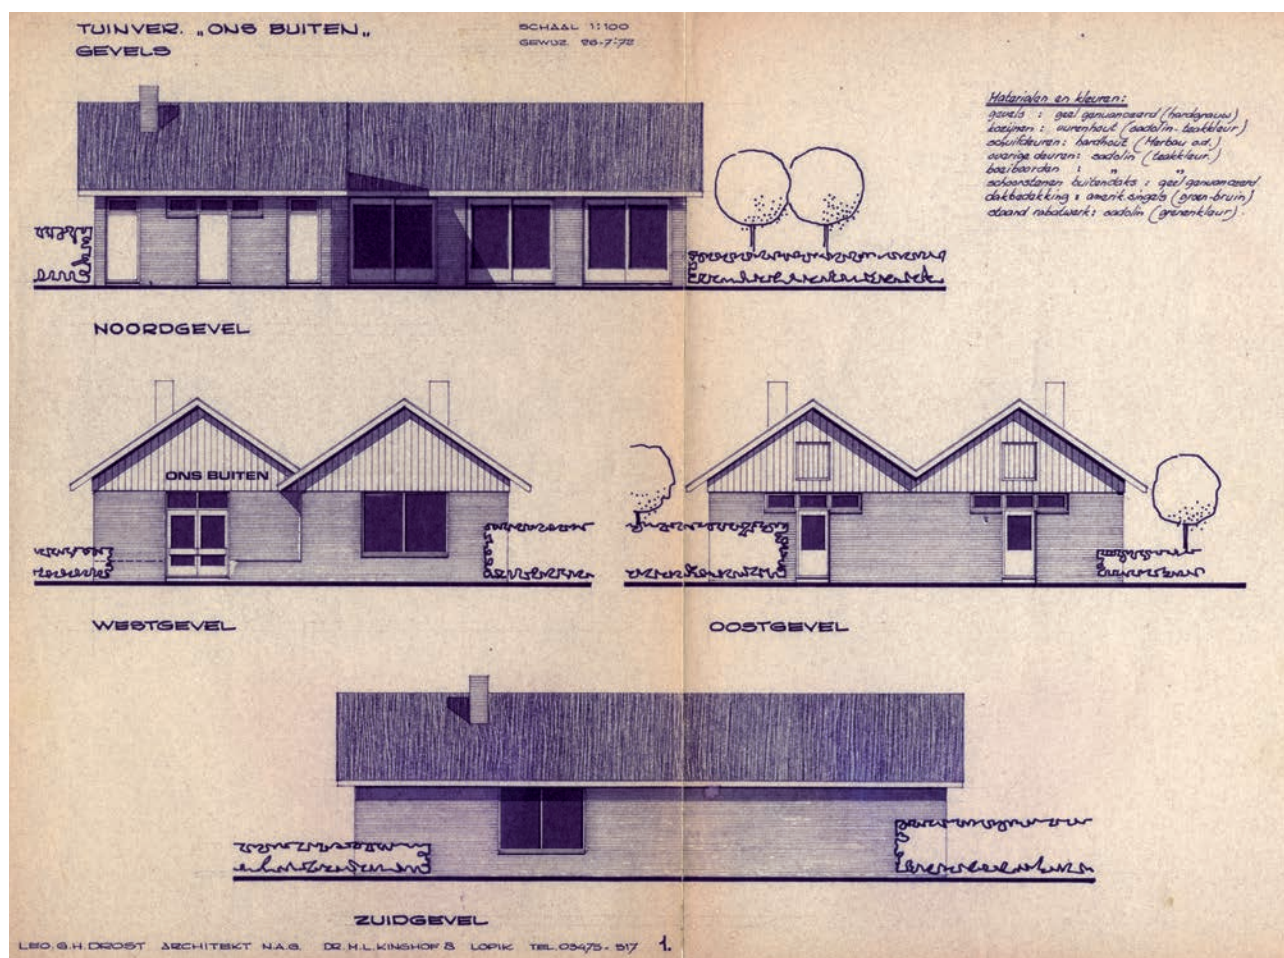 TUINVER. „ONS BUITEN„
GEVELS
SCHAAL 1:100
GEWIJZ. 26-7-'72
Materialen en kleuren:
gevels : geel genuanceerd (hardgrauw)
kozijnen : vurenhout (sadolin-teakkleur)
schuifdeuren: hardhout (Merbau o.d.)
overige deuren: sadolin (teakkleur.)
boeiboorden : „ „
schoorstenen buitendaks : geel genuanceerd
dakbedekking : amerik. singels (groen-bruin)
staand rabatwerk: sadolin (grenenkleur).
NOORDGEVEL
ONS BUITEN
WESTGEVEL
OOSTGEVEL
ZUIDGEVEL
LEO.G.H.DROST ARCHITEKT N.A.G. DR.H.L.KINGHOF 8 LOPIK TEL.03475-517 1.